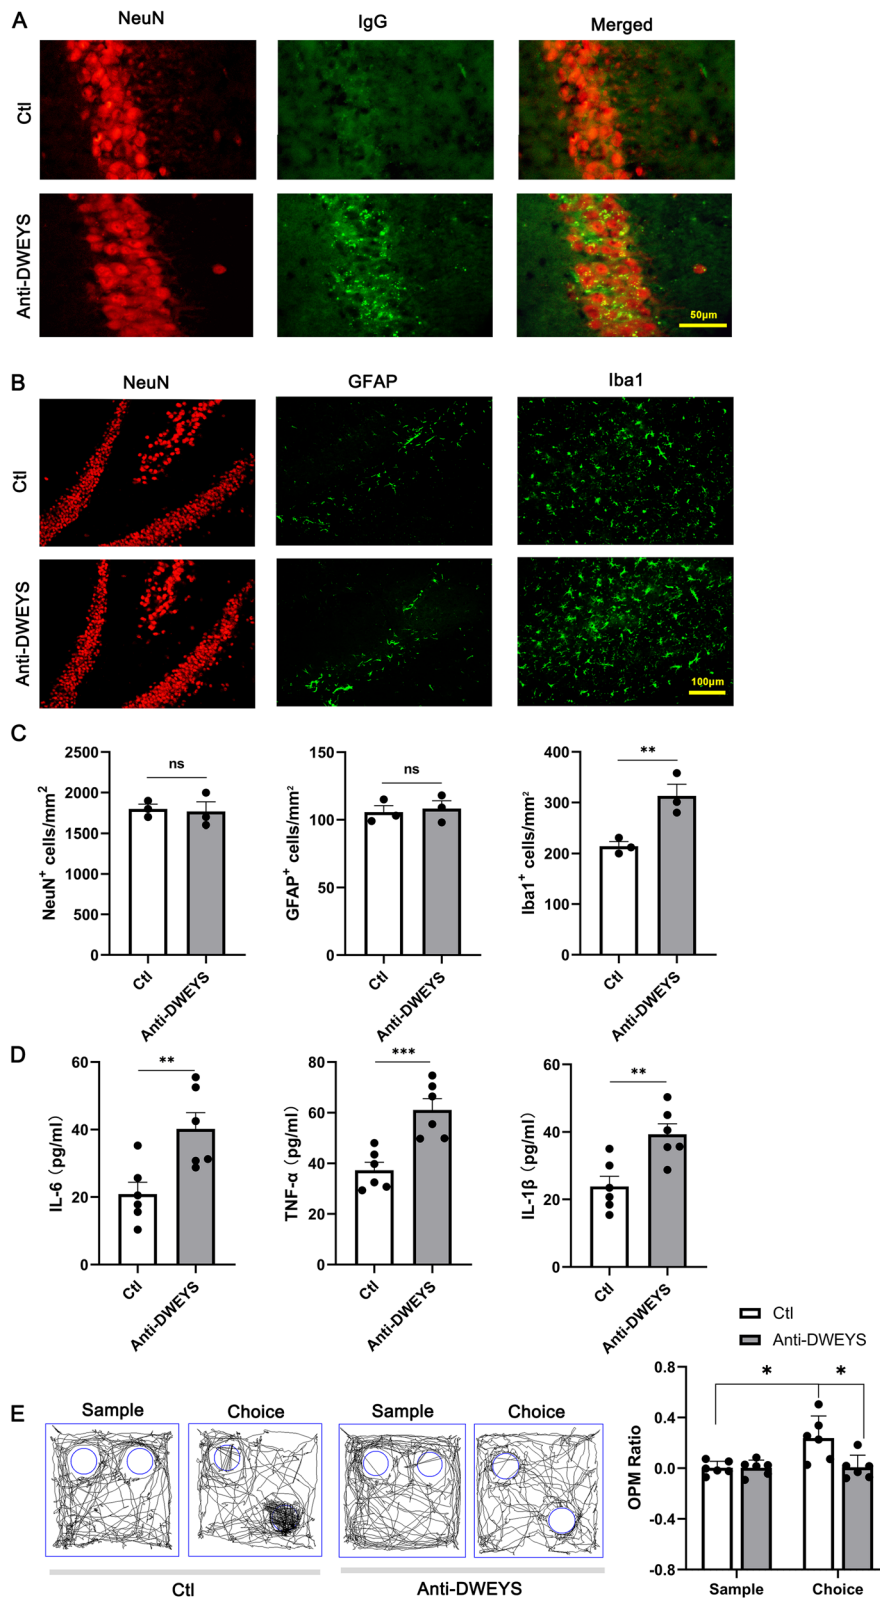 A
NeuN
IgG
Merged
Ctl
Anti-DWEYS
50μm
B
NeuN
GFAP
Iba1
Ctl
Anti-DWEYS
100μm
C
NeuN⁺ cells/mm²
2500
2000
1500
1000
500
0
ns
Ctl
Anti-DWEYS
GFAP⁺ cells/mm²
150
100
50
0
ns
Ctl
Anti-DWEYS
Iba1⁺ cells/mm²
400
300
200
100
0
**
Ctl
Anti-DWEYS
D
IL-6 (pg/ml)
60
40
20
0
**
Ctl
Anti-DWEYS
TNF-α (pg/ml)
80
60
40
20
0
***
Ctl
Anti-DWEYS
IL-1β (pg/ml)
60
40
20
0
**
Ctl
Anti-DWEYS
E
Sample
Choice
Sample
Choice
Ctl
Anti-DWEYS
Ctl
Anti-DWEYS
OPM Ratio
0.8
0.4
0.0
-0.4
-0.8
*
*
Sample
Choice